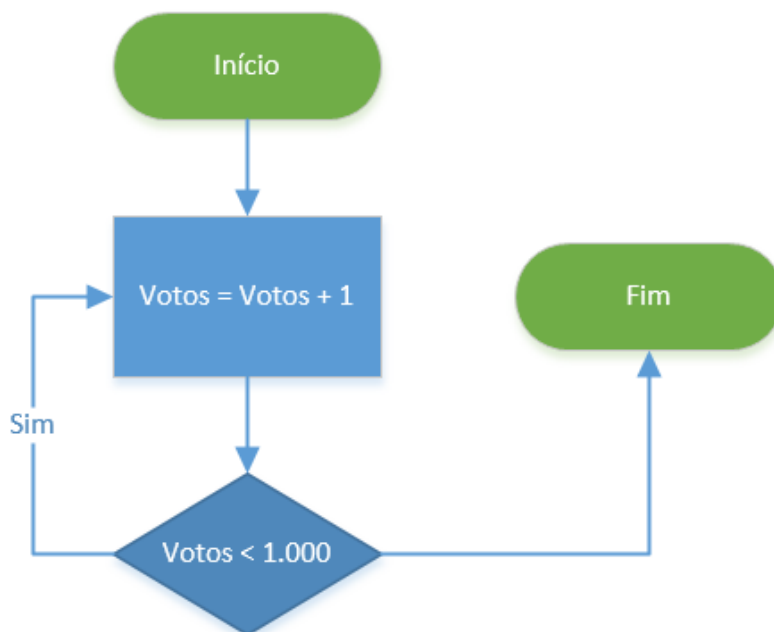 Início
Votos = Votos + 1
Fim
Sim
Votos < 1.000